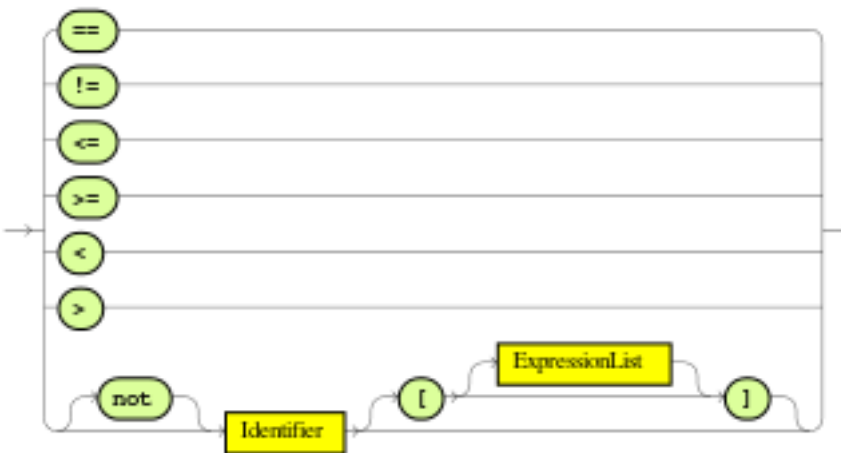 ==
!=
<=
>=
<
>
ExpressionList
not [ ]
Identifier